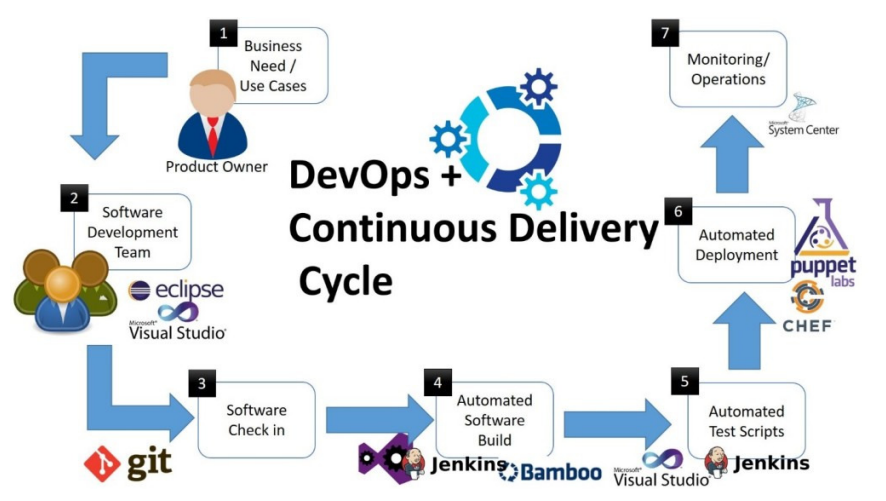 1
Business
Need /
Use Cases
Product Owner
2
Software
Development
Team
eclipse
Microsoft®
Visual Studio
DevOps +
Continuous Delivery
Cycle
3
Software
Check in
git
4
Automated
Software
Build
Jenkins
Bamboo
5
Automated
Test Scripts
Microsoft®
Visual Studio
Jenkins
6
Automated
Deployment
puppet
labs
CHEF
7
Monitoring/
Operations
Microsoft
System Center